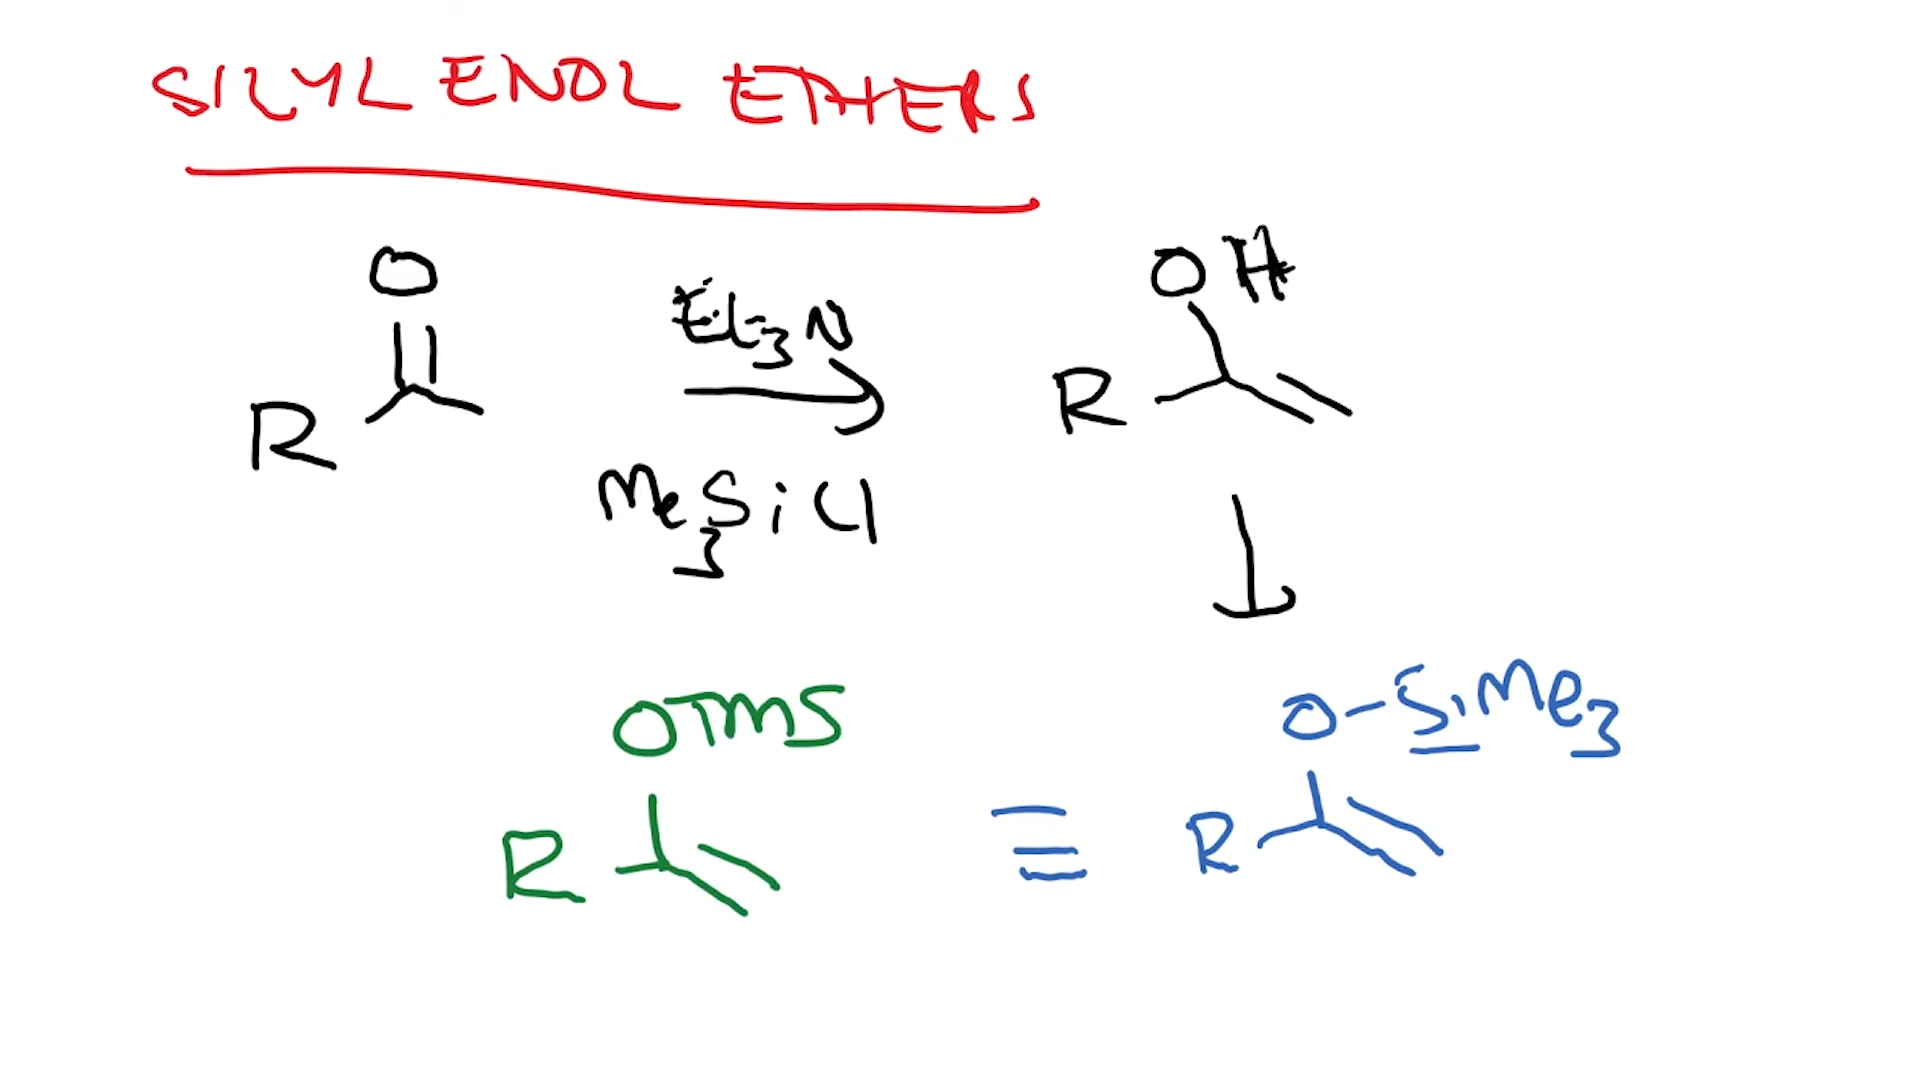 SILYL ENOL ETHERS
O
OH
Et3N
R
R
Me3SiCl
OTMS
O-SiMe3
R
≡
R